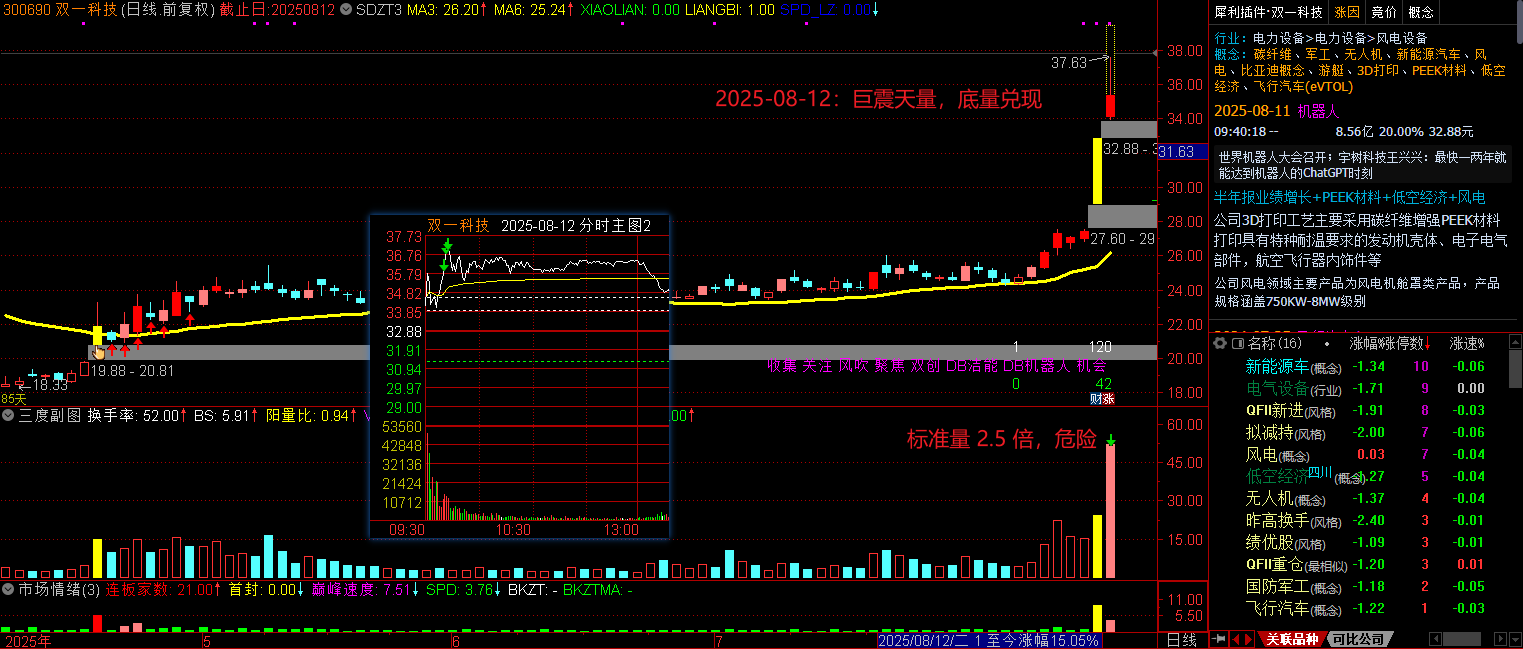 300690 双一科技(日线.前复权) 截止日:20250812 SDZT3 MA3: 26.20↑ MA6: 25.24↑ XIAOLIAN: 0.00 LIANGBI: 1.00 SPD_LZ 0.00↓
38.00
37.63
36.00
2025-08-12：巨震天量，底量兑现
34.00
32.88 - 3
31.63
30.00
28.00
27.60 - 29
26.00
24.00
22.00
120
1
20.00
19.88 - 20.81
收集 关注 风吹 聚焦 双创 DB洁能 DB机器人 机会
18.33
0
42
18.00
85天
财涨
双一科技 2025-08-12 分时主图2
37.73
36.76
35.79
34.82
33.85
32.88
31.91
30.94
29.97
29.00
53560
42848
32136
21424
10712
09:30 10:30 13:00
三度副图 换手率: 52.00↑ BS: 5.91↑ 阳量比: 0.94↑
.00↑
标准量 2.5 倍，危险
60.00
45.00
30.00
15.00
市场情绪(3) 连板家数: 21.00↑ 首封: 0.00↓ 巅峰速度: 7.51↓ SPD: 3.76↓ BKZT: - BKZTMA: -
11.00
5.50
2025年 5 6 7 2025/08/12/二 1 至今涨幅15.05% 日线
犀利插件·双一科技 涨因 竞价 概念
行业：电力设备>电力设备>风电设备
概念：碳纤维、军工、无人机、新能源汽车、风
电、比亚迪概念、游艇、3D打印、PEEK材料、低空
经济、飞行汽车(eVTOL)
2025-08-11 机器人
09:40:18 -- 8.56亿 20.00% 32.88元
世界机器人大会召开；宇树科技王兴兴：最快一两年就
能达到机器人的ChatGPT时刻
半年报业绩增长+PEEK材料+低空经济+风电
公司3D打印工艺主要采用碳纤维增强PEEK材料
打印具有特种耐温要求的发动机壳体、电子电气
部件，航空飞行器内饰件等
公司风电领域主要产品为风电机舱罩类产品，产品
规格涵盖750KW-8MW级别
名称(16) 涨幅% 涨停数↓ 涨速%
新能源车(概念) -1.34 10 -0.06
电气设备(行业) -1.71 9 0.00
QFII新进(风格) -1.91 8 -0.03
拟减持(风格) -2.00 7 -0.06
风电(概念) 0.03 7 -0.04
低空经济(概念) 四川 1.27 5 -0.04
无人机(概念) -1.37 4 -0.04
昨高换手(风格) -2.40 3 -0.01
绩优股(风格) -1.09 3 -0.01
QFII重仓(最相似) -1.20 3 0.01
国防军工(概念) -1.18 2 -0.05
飞行汽车(概念) -1.22 1 -0.03
关联品种 可比公司